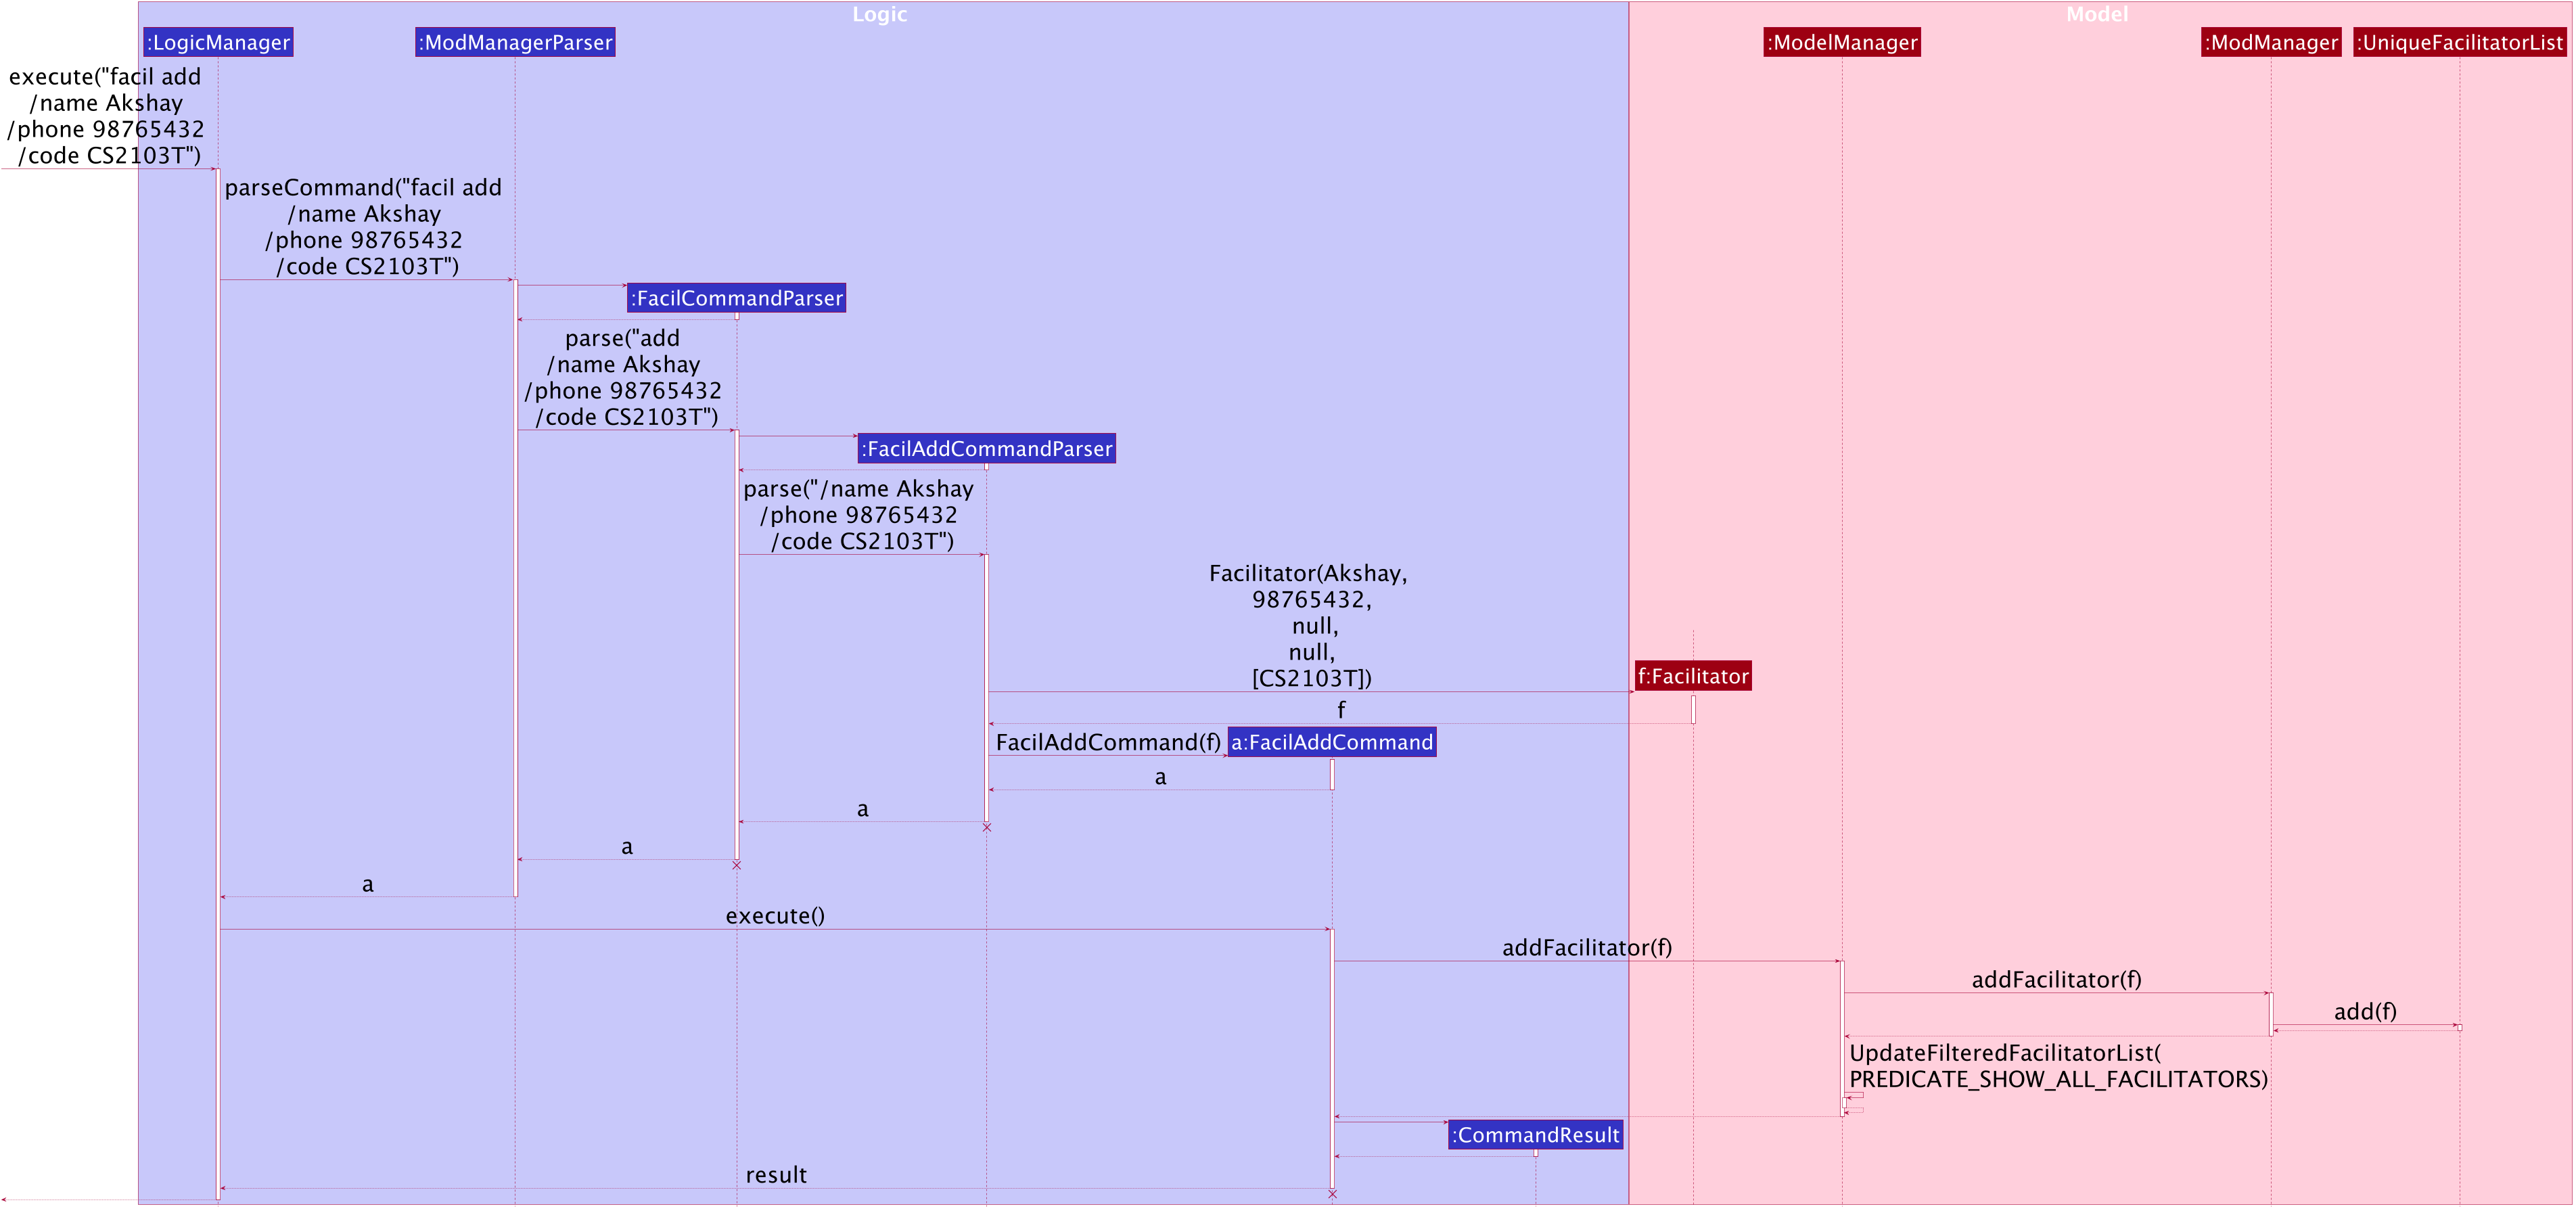 Logic
Model
:LogicManager
:ModManagerParser
:ModelManager
:ModManager
:UniqueFacilitatorList
execute("facil add
/name Akshay
/phone 98765432
/code CS2103T")
parseCommand("facil add
/name Akshay
/phone 98765432
/code CS2103T")
:FacilCommandParser
parse("add
/name Akshay
/phone 98765432
/code CS2103T")
:FacilAddCommandParser
parse("/name Akshay
/phone 98765432
/code CS2103T")
Facilitator(Akshay,
98765432,
null,
null,
[CS2103T])
f:Facilitator
f
FacilAddCommand(f)
a:FacilAddCommand
a
a
a
a
execute()
addFacilitator(f)
addFacilitator(f)
add(f)
UpdateFilteredFacilitatorList(
PREDICATE_SHOW_ALL_FACILITATORS)
:CommandResult
result